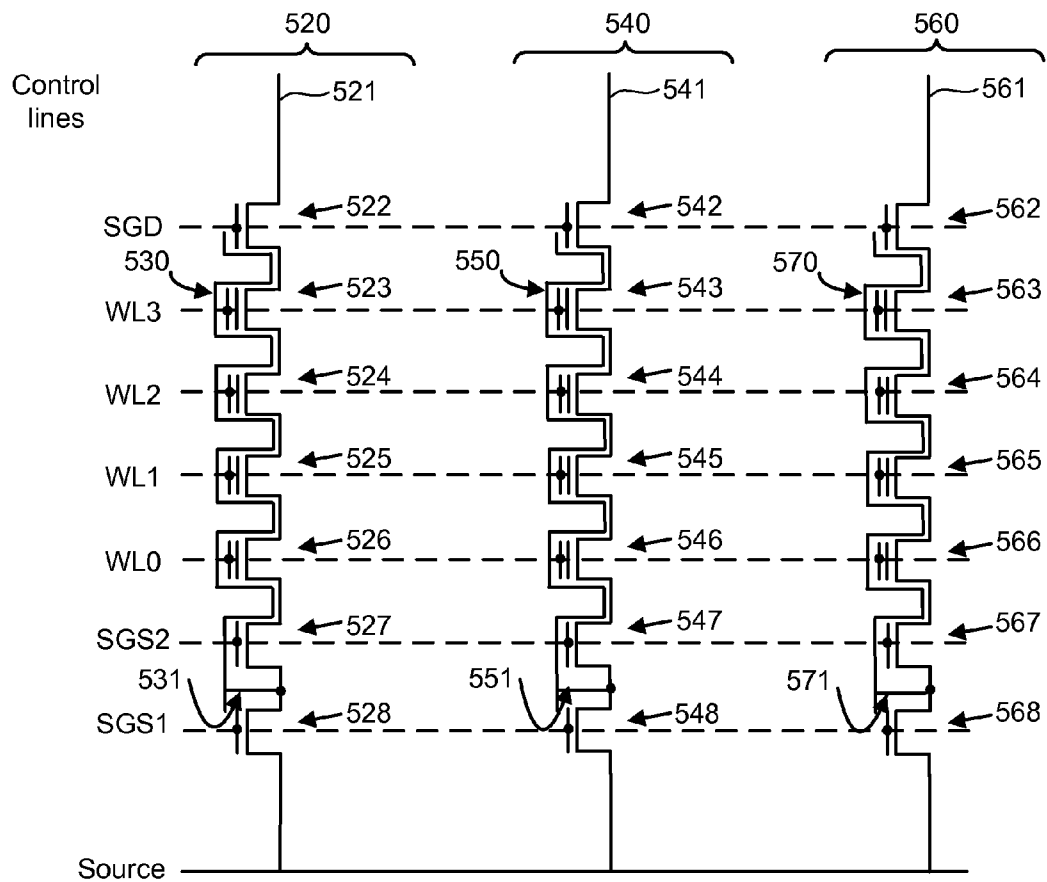 520 540 560
Control
lines
521 541 561
SGD 522 542 562
530 550 570
WL3 523 543 563
WL2 524 544 564
WL1 525 545 565
WL0 526 546 566
SGS2 527 547 567
531 551 571
SGS1 528 548 568
Source